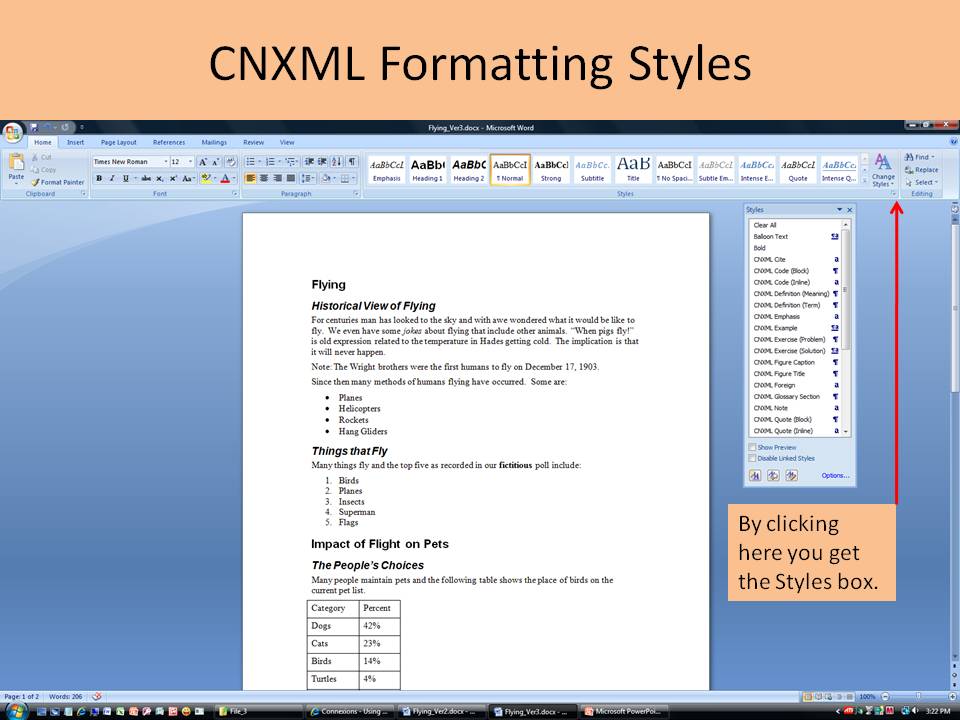 CNXML Formatting Styles
Flying_Ver3.docx - Microsoft Word
Home Insert Page Layout References Mailings Review View
Paste
Cut
Copy
Format Painter
Clipboard
Times New Roman 12
Font
Paragraph
AaBbCcI AaBb( AaBbC AaBbCcI AaBbCcI AaBbCc. AaB AaBbCcI AaBbCcI AaBbCc. AaBbCcI AaBbCc.
Emphasis Heading 1 Heading 2 ¶ Normal Strong Subtitle Title ¶ No Spaci... Subtle Em... Intense E... Quote Intense Q...
Styles
Change
Styles
Find
Replace
Select
Editing
Styles
Clear All
Balloon Text
Bold
CNXML Cite a
CNXML Code (Block) ¶
CNXML Code (Inline) a
CNXML Definition (Meaning) ¶
CNXML Definition (Term) ¶
CNXML Emphasis a
CNXML Example ¶a
CNXML Exercise (Problem) ¶
CNXML Exercise (Solution) ¶a
CNXML Figure Caption ¶
CNXML Figure Title ¶
CNXML Foreign a
CNXML Glossary Section ¶
CNXML Note a
CNXML Quote (Block) ¶
CNXML Quote (Inline) a
Show Preview
Disable Linked Styles
Options...
Flying
Historical View of Flying
For centuries man has looked to the sky and with awe wondered what it would be like to
fly. We even have some jokes about flying that include other animals. “When pigs fly!”
is old expression related to the temperature in Hades getting cold. The implication is that
it will never happen.
Note: The Wright brothers were the first humans to fly on December 17, 1903.
Since then many methods of humans flying have occurred. Some are:
• Planes
• Helicopters
• Rockets
• Hang Gliders
Things that Fly
Many things fly and the top five as recorded in our fictitious poll include:
1. Birds
2. Planes
3. Insects
4. Superman
5. Flags
Impact of Flight on Pets
The People’s Choices
Many people maintain pets and the following table shows the place of birds on the
current pet list.
Category Percent
Dogs 42%
Cats 23%
Birds 14%
Turtles 4%
By clicking
here you get
the Styles box.
Page: 1 of 2 Words: 206 100%
File_3 Connexions - Using ... Flying_Ver2.docx - ... Flying_Ver3.docx - ... Microsoft PowerPoi... 3:22 PM